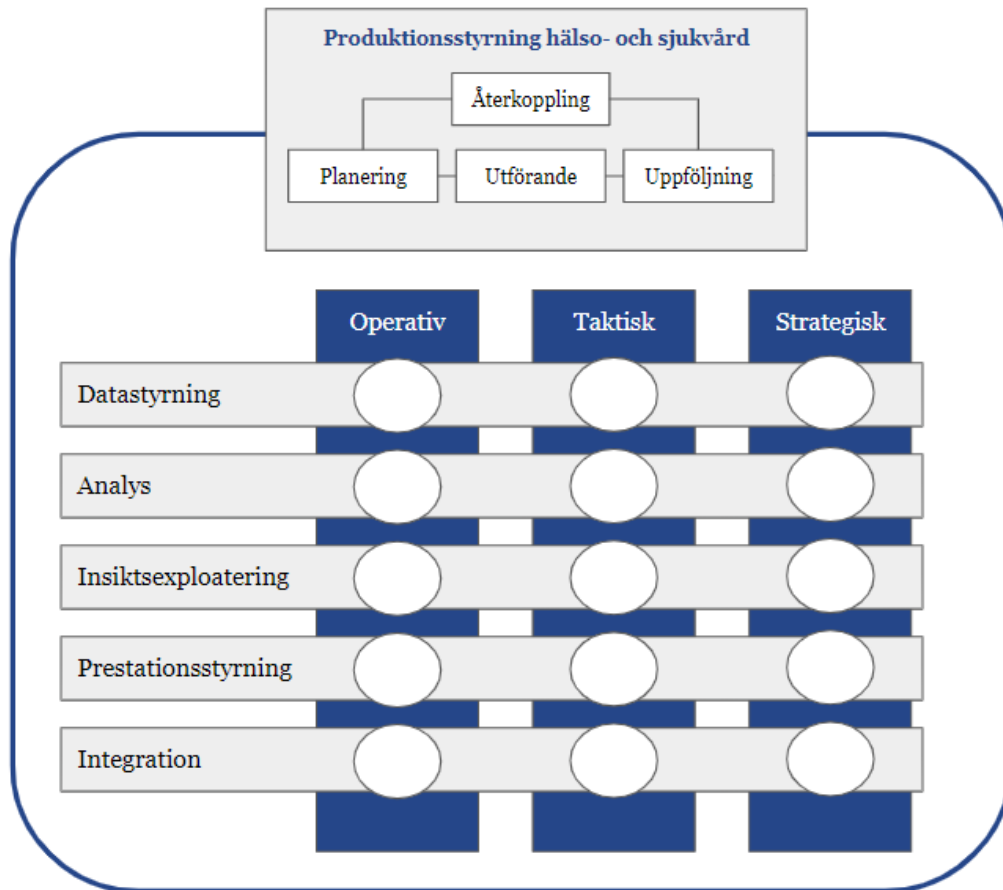 Produktionsstyrning hälso- och sjukvård
Återkoppling
Planering
Utförande
Uppföljning
Operativ
Taktisk
Strategisk
Datastyrning
Analys
Insiktsexploatering
Prestationsstyrning
Integration